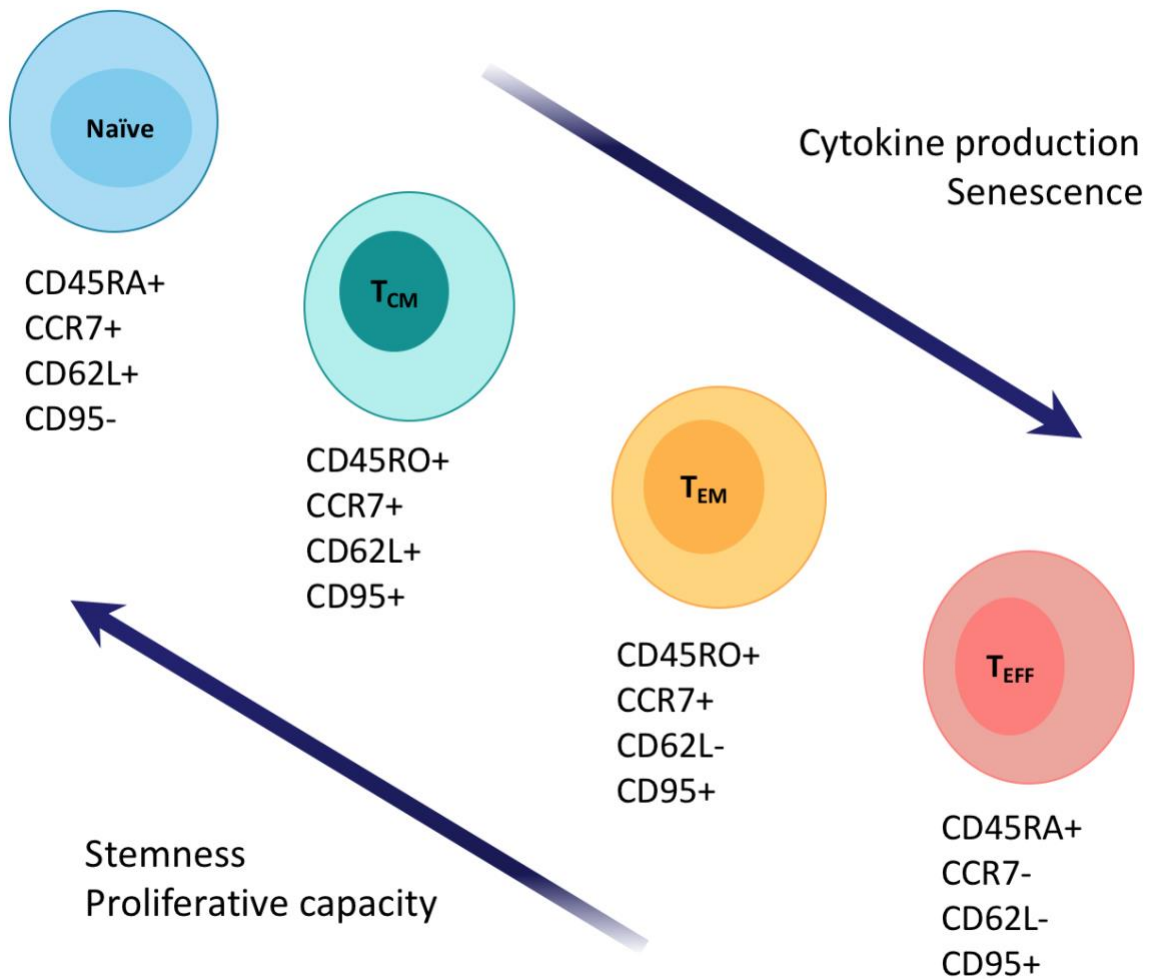 Naïve
CD45RA+
CCR7+
CD62L+
CD95-
Cytokine production
Senescence
TCM
CD45RO+
CCR7+
CD62L+
CD95+
TEM
CD45RO+
CCR7+
CD62L-
CD95+
TEFF
CD45RA+
CCR7-
CD62L-
CD95+
Stemness
Proliferative capacity